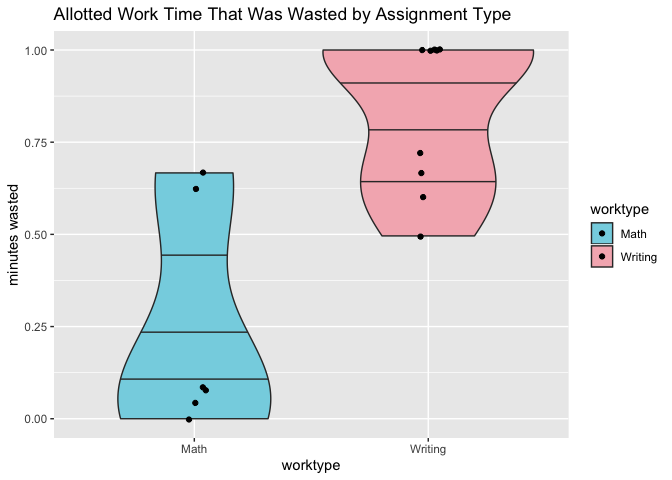 Allotted Work Time That Was Wasted by Assignment Type
minutes wasted
1.00
0.75
0.50
0.25
0.00
Math
Writing
worktype
worktype
Math
Writing